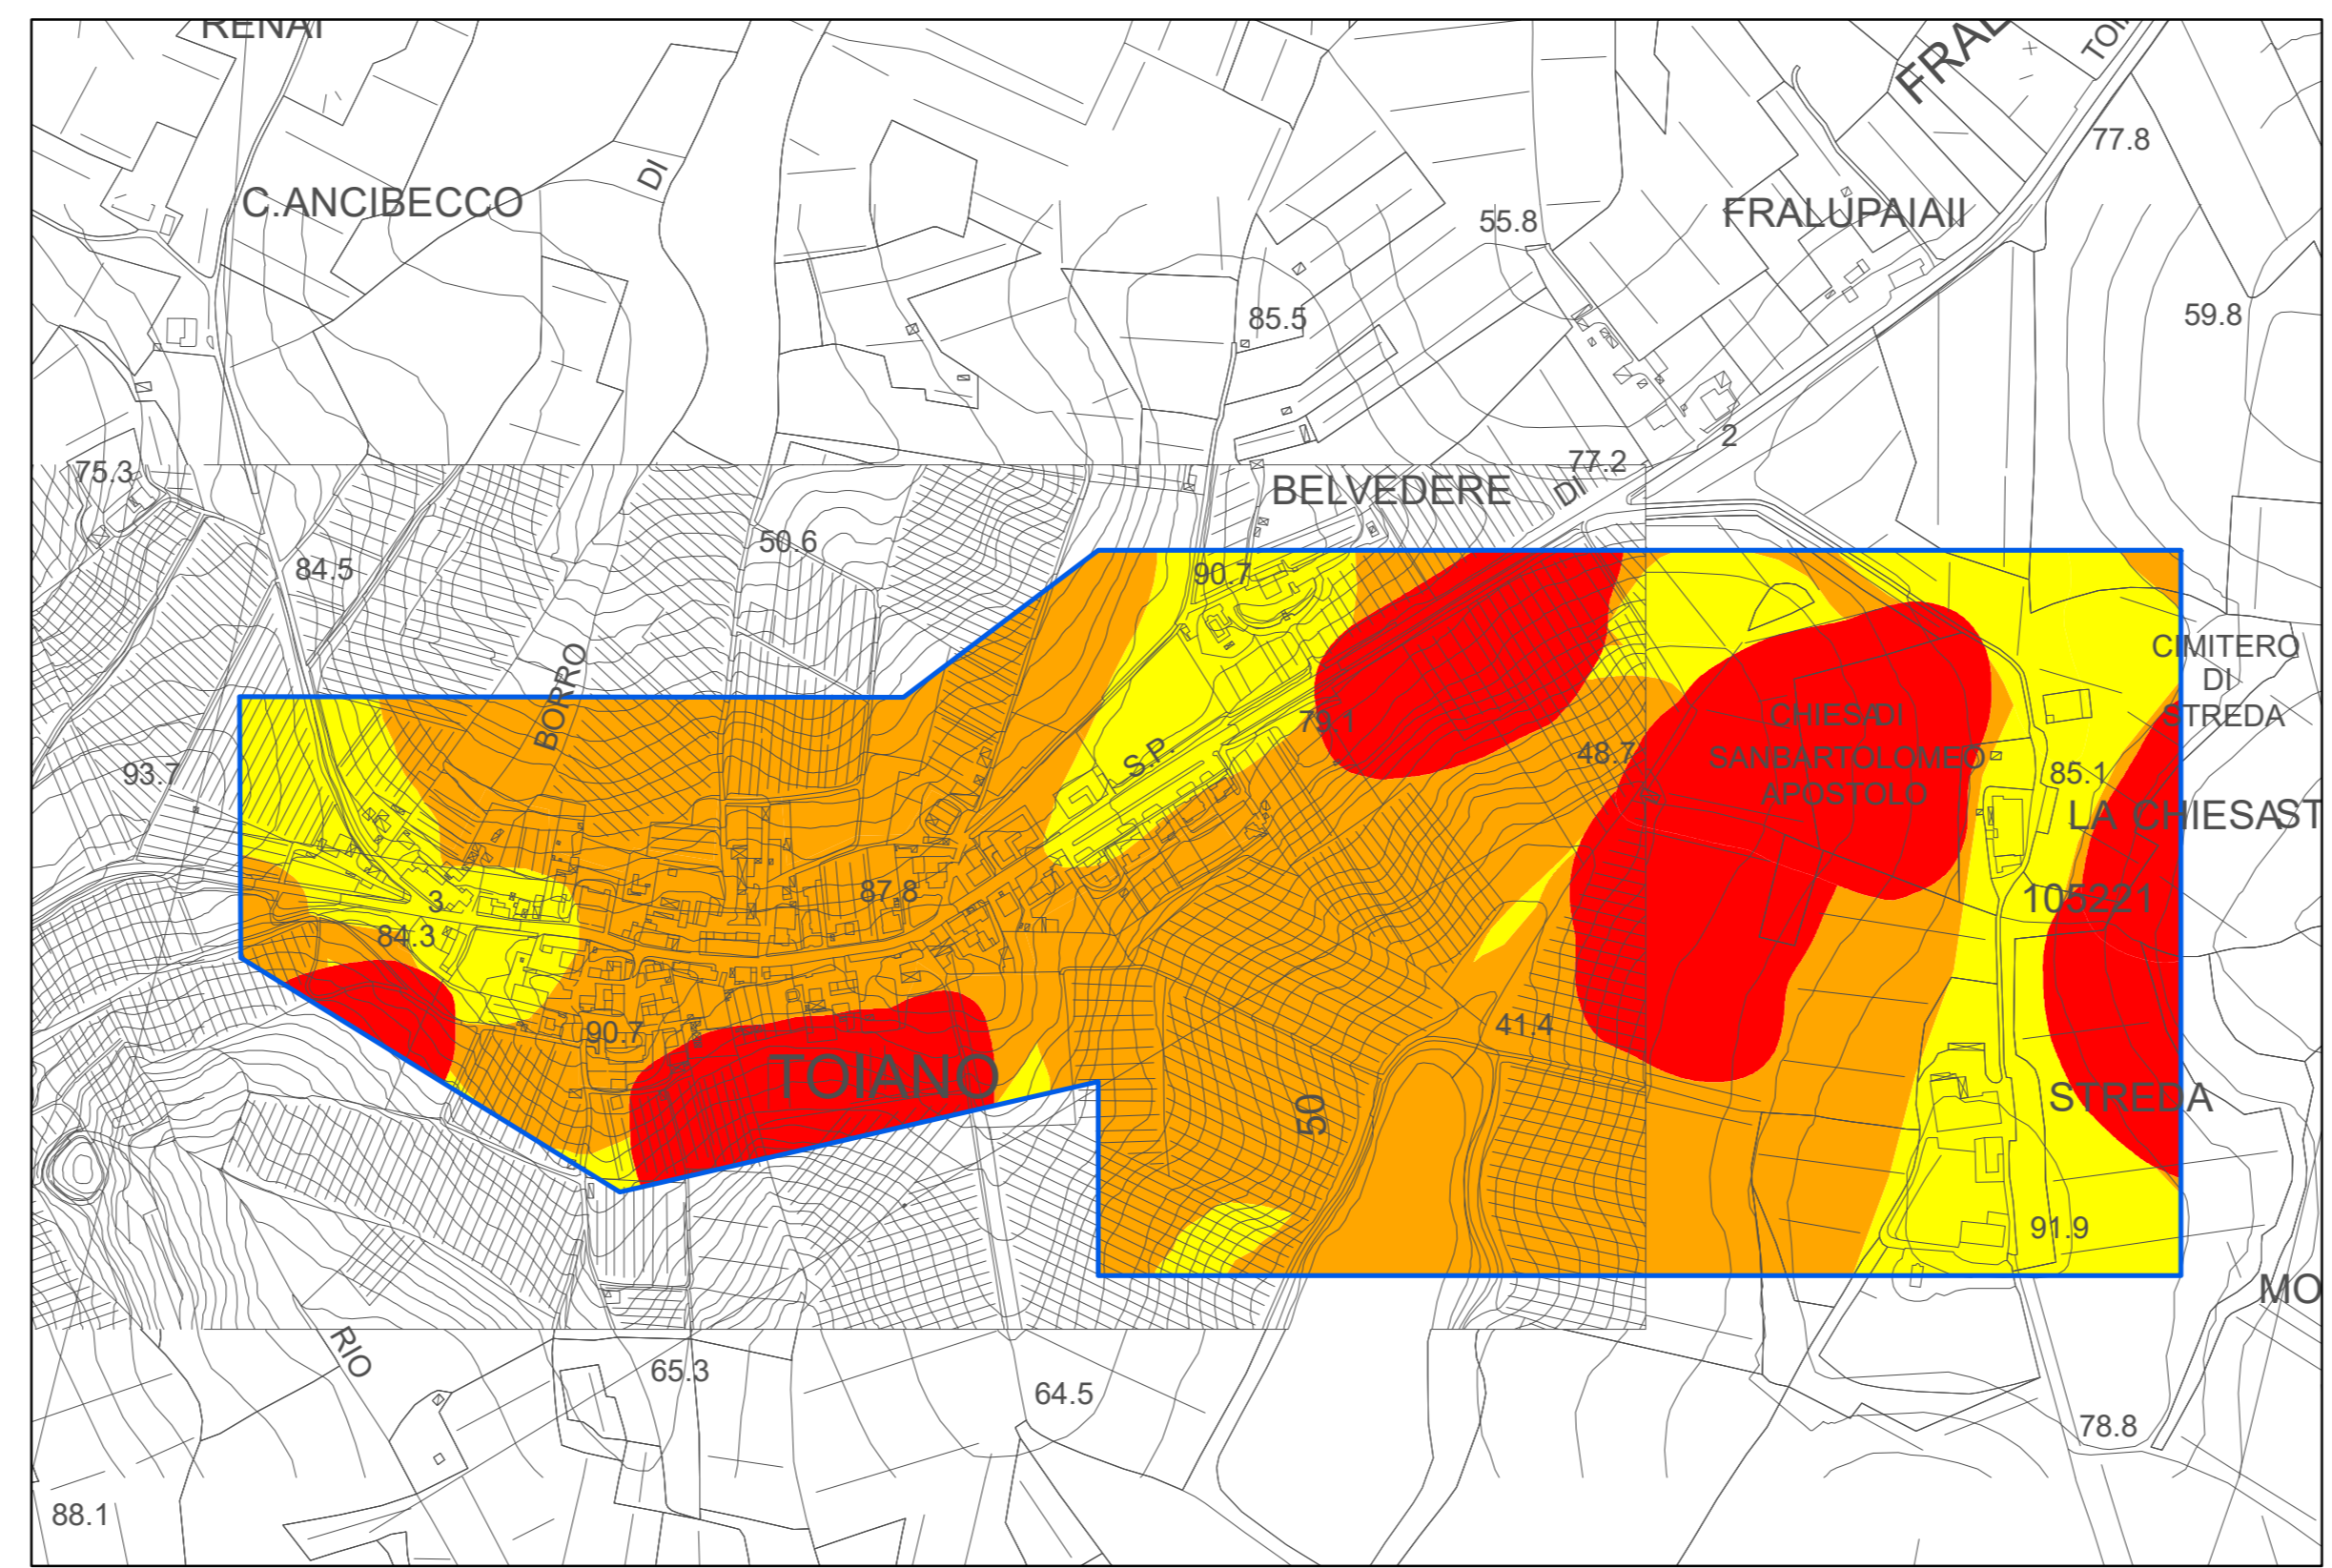 RENAI
FRAL
TOI
77.8
C.ANCIBECCO
DI
55.8
FRALUPAIAII
85.5
59.8
2
75.3
77.2
BELVEDERE
DI
50.6
84.5
90.7
BORRO
CIMITERO
DI
STREDA
79.1
CHIESADI
SANBARTOLOMEO
APOSTOLO
S.P.
48.7
93.7
85.1
LA CHIESAST
3
87.8
105221
84.3
90.7
41.4
TOIANO
50
STREDA
91.9
MO
RIO
65.3
64.5
78.8
88.1